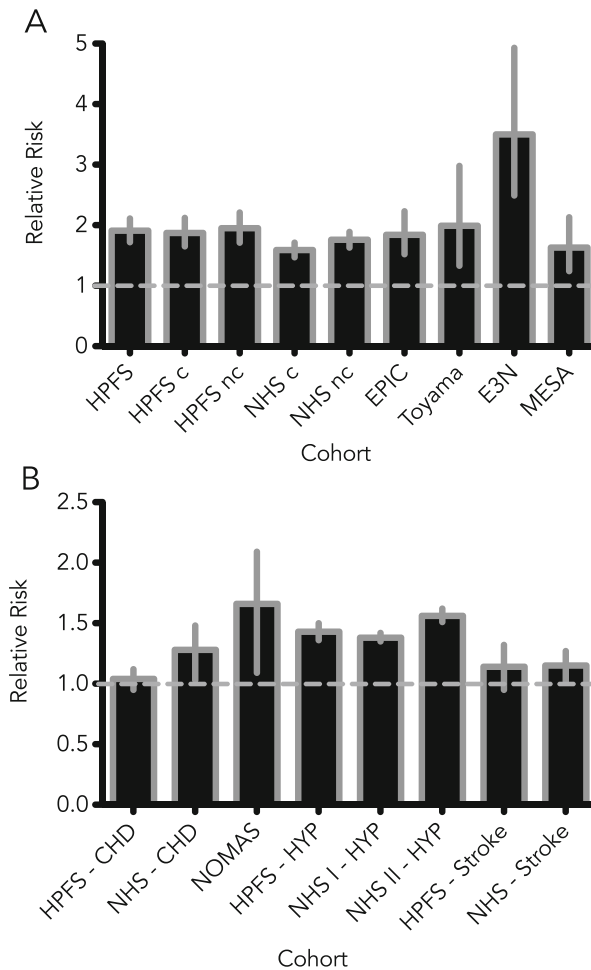 A
5
4
3
2
1
0
Relative Risk
HPFS
HPFS c
HPFS nc
NHS c
NHS nc
EPIC
Toyama
E3N
MESA
Cohort
B
2.5
2.0
1.5
1.0
0.5
0.0
Relative Risk
HPFS - CHD
NHS - CHD
NOMAS
HPFS - HYP
NHS I - HYP
NHS II - HYP
HPFS - Stroke
NHS - Stroke
Cohort